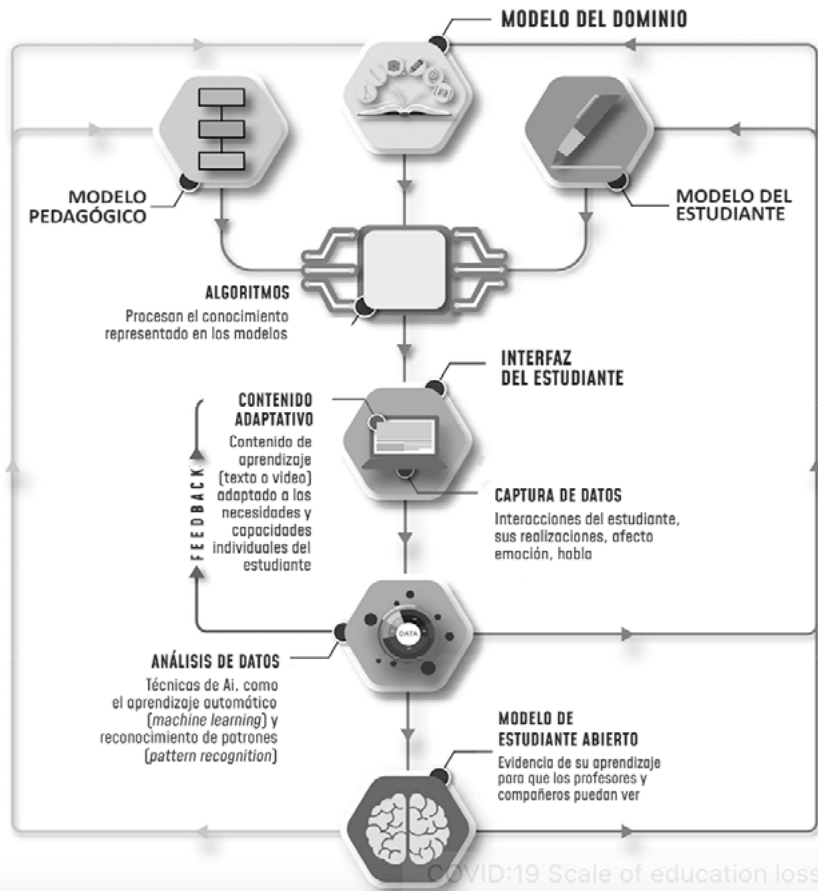 MODELO DEL DOMINIO
MODELO
PEDAGÓGICO
MODELO DEL
ESTUDIANTE
ALGORITMOS
Procesan el conocimiento
representado en los modelos
INTERFAZ
DEL ESTUDIANTE
CONTENIDO
ADAPTATIVO
Contenido de
aprendizaje
(texto o video)
adaptado a las
necesidades y
capacidades
individuales del
estudiante
FEEDBACK
CAPTURA DE DATOS
Interacciones del estudiante,
sus realizaciones, afecto
emoción, habla
DATA
ANÁLISIS DE DATOS
Técnicas de Ai, como
el aprendizaje automático
(machine learning) y
reconocimiento de patrones
(pattern recognition)
MODELO DE
ESTUDIANTE ABIERTO
Evidencia de su aprendizaje
para que los profesores y
compañeros puedan ver
COVID:19 Scale of education loss